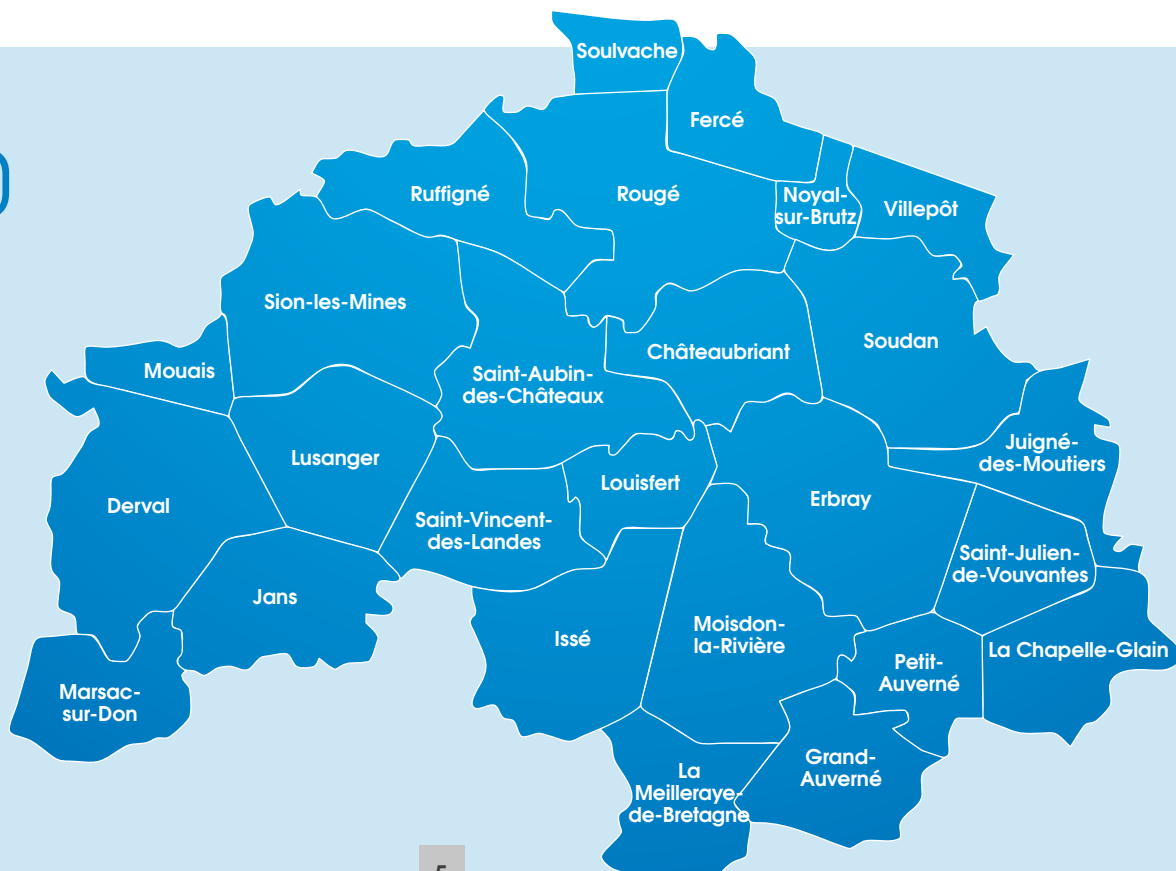 Soulvache
Fercé
Ruffigné
Rougé
Noyal-
sur-Brutz
Villepôt
Sion-les-Mines
Châteaubriant
Soudan
Mouais
Saint-Aubin-
des-Châteaux
Juigné-
des-Moutiers
Lusanger
Louisfert
Erbray
Derval
Saint-Vincent-
des-Landes
Saint-Julien-
de-Vouvantes
Jans
Issé
Moisdon-
la-Rivière
La Chapelle-Glain
Petit-
Auverné
Marsac-
sur-Don
Grand-
Auverné
La
Meilleraye-
de-Bretagne